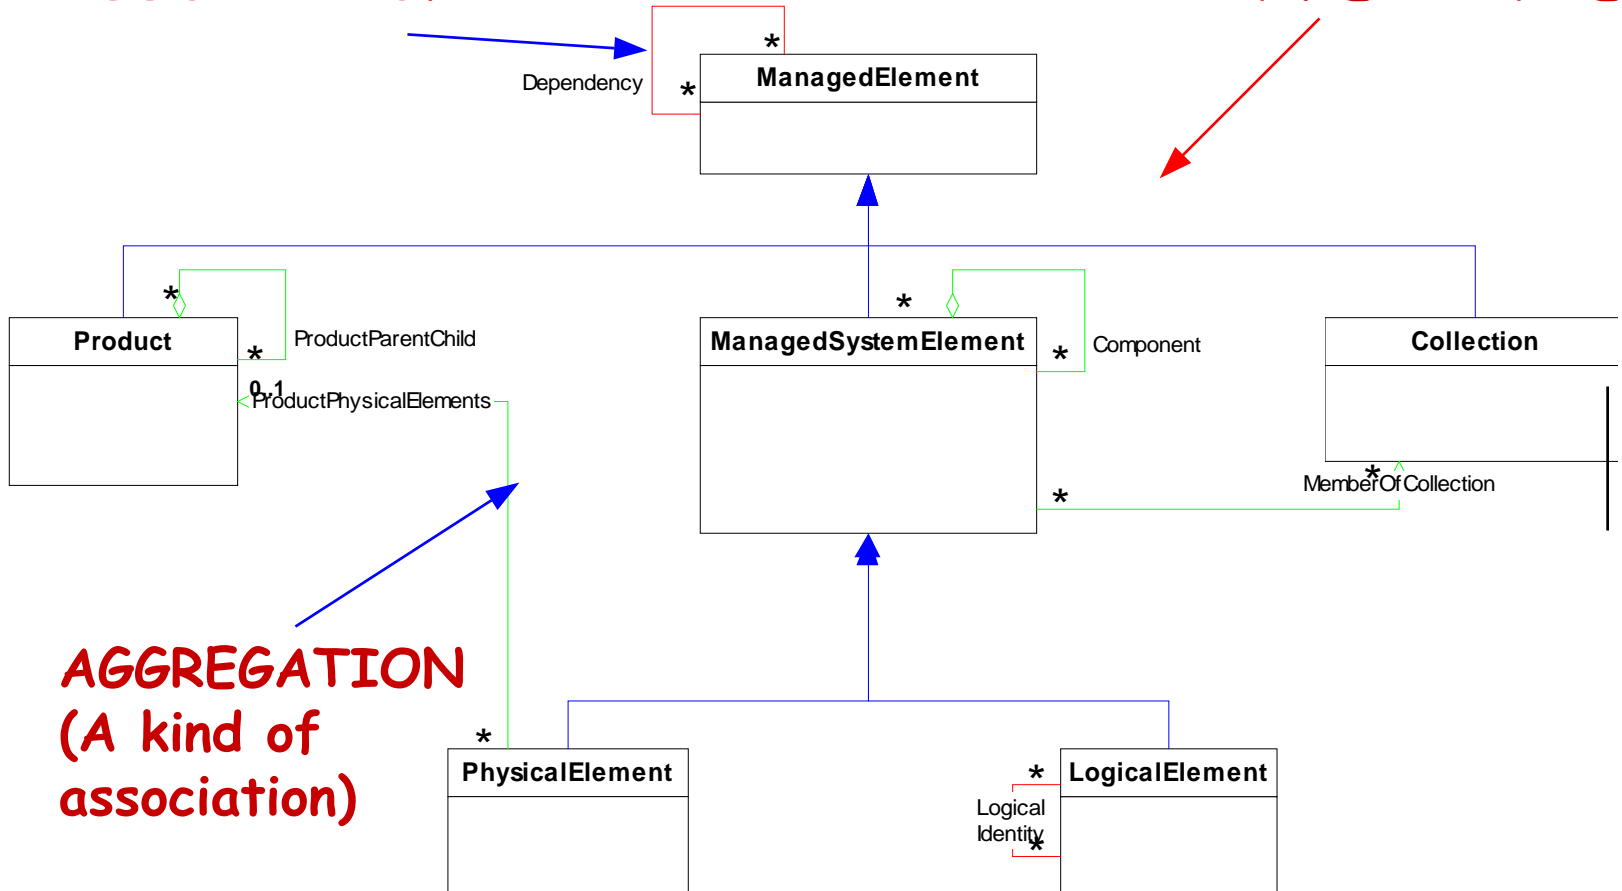 *
Dependency
*
ManagedElement
*
Product
*
ProductParentChild
0..1
ProductPhysicalElements
*
ManagedSystemElement
*
Component
Collection
*
*
MemberOfCollection
AGGREGATION
(A kind of
association)
*
PhysicalElement
*
LogicalElement
Logical
Identity
*